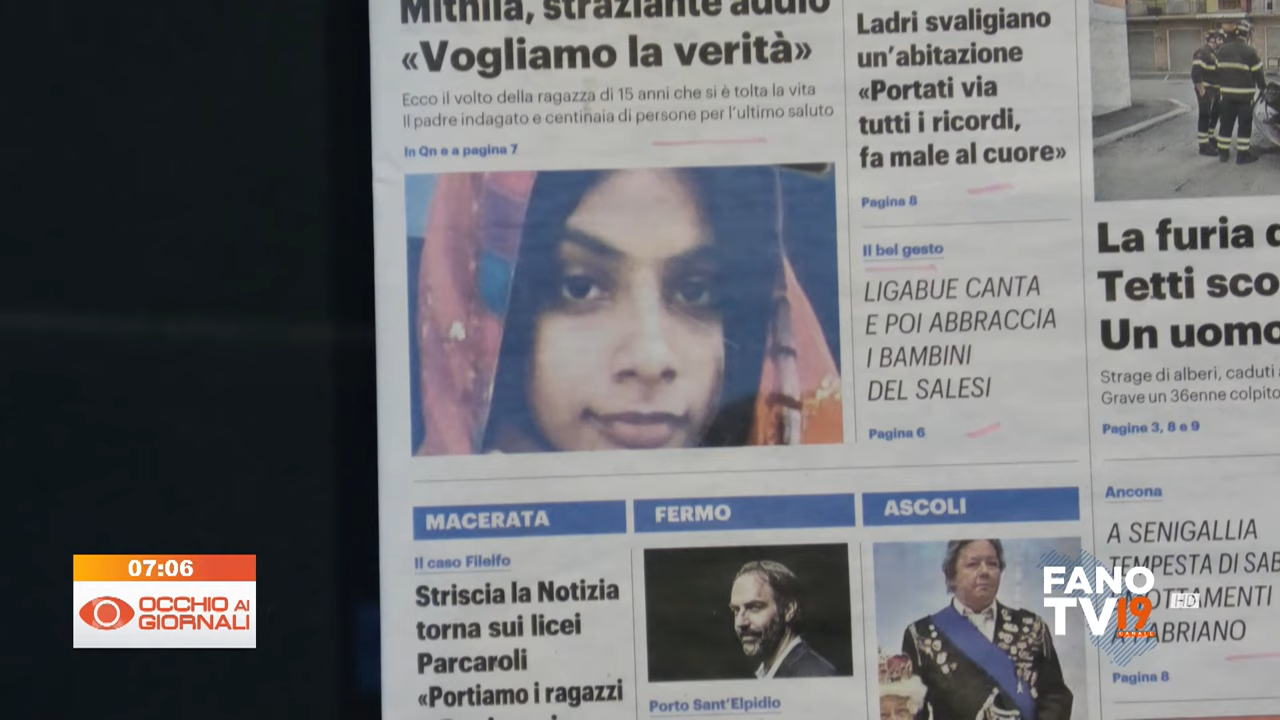 Mithila, straziante addio
«Vogliamo la verità»
Ecco il volto della ragazza di 15 anni che si è tolta la vita
Il padre indagato e centinaia di persone per l'ultimo saluto
In Qn e a pagina 7
Ladri svaligiano
un'abitazione
«Portati via
tutti i ricordi,
fa male al cuore»
Pagina 8
Il bel gesto
LIGABUE CANTA
E POI ABBRACCIA
I BAMBINI
DEL SALESI
Pagina 6
La furia
Tetti sco
Un uomo
Strage di alberi, caduti
Grave un 36enne colpito
Pagine 3, 8 e 9
Ancona
A SENIGALLIA
TEMPESTA DI SAB
A FABRIANO
Pagina 8
MACERATA
Il caso Filelfo
Striscia la Notizia
torna sui licei
Parcaroli
«Portiamo i ragazzi
FERMO
Porto Sant'Elpidio
ASCOLI
07:06
OCCHIO AI
GIORNALI
FANO
TV19
CANALE
HD